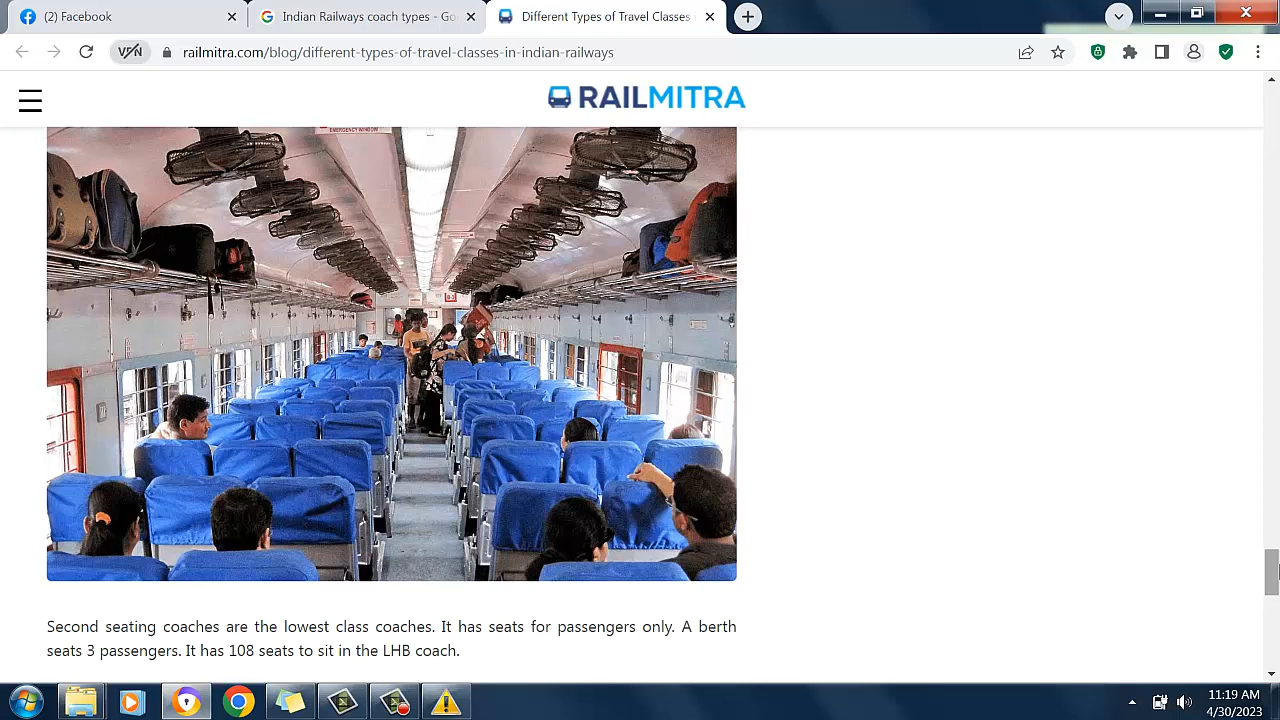 (2) Facebook
Indian Railways coach types - G
Different Types of Travel Classes
VPN
railmitra.com/blog/different-types-of-travel-classes-in-indian-railways
RAILMITRA
EMERGENCY WINDOW
Second seating coaches are the lowest class coaches. It has seats for passengers only. A berth
seats 3 passengers. It has 108 seats to sit in the LHB coach.
11:19 AM
4/30/2023